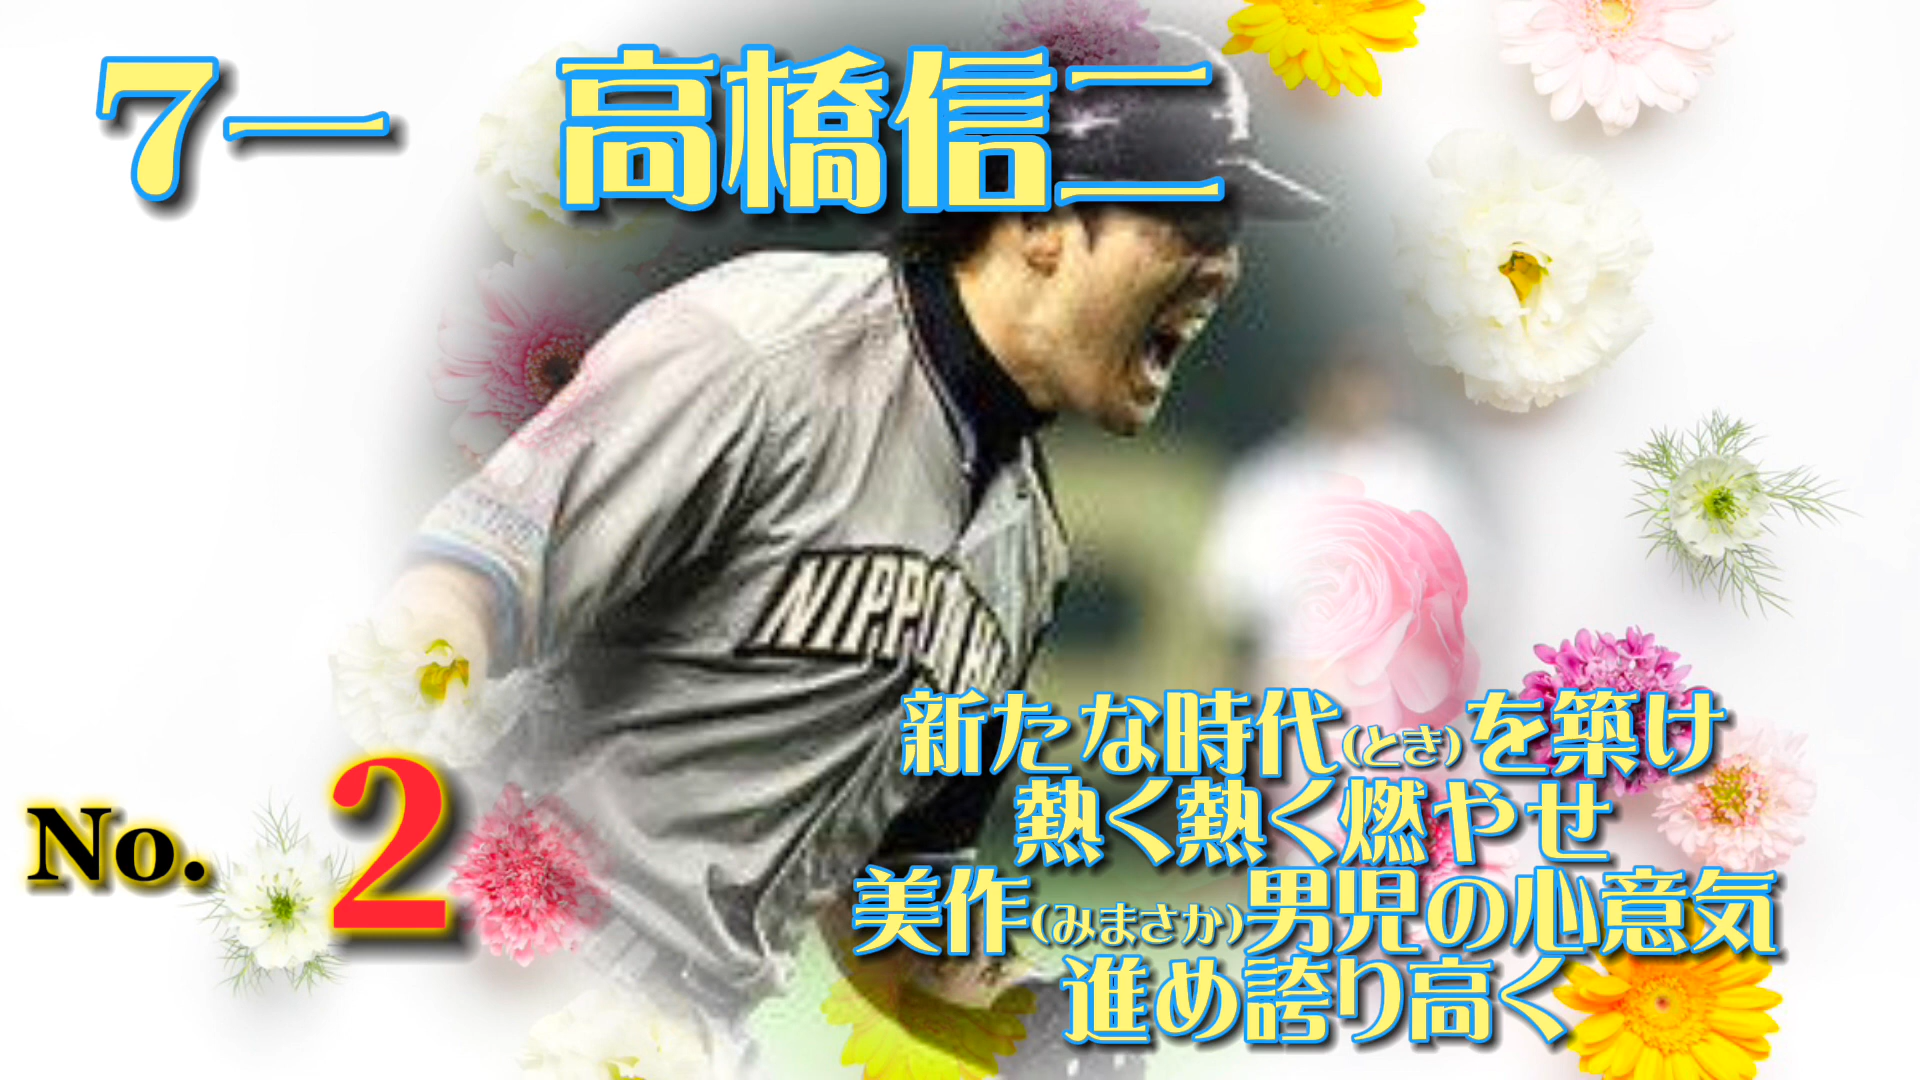 7一 高橋信二
NIPPON
No. 2
新たな時代(とき)を築け
熱く熱く燃やせ
美作(みまさか)男児の心意気
進め誇り高く